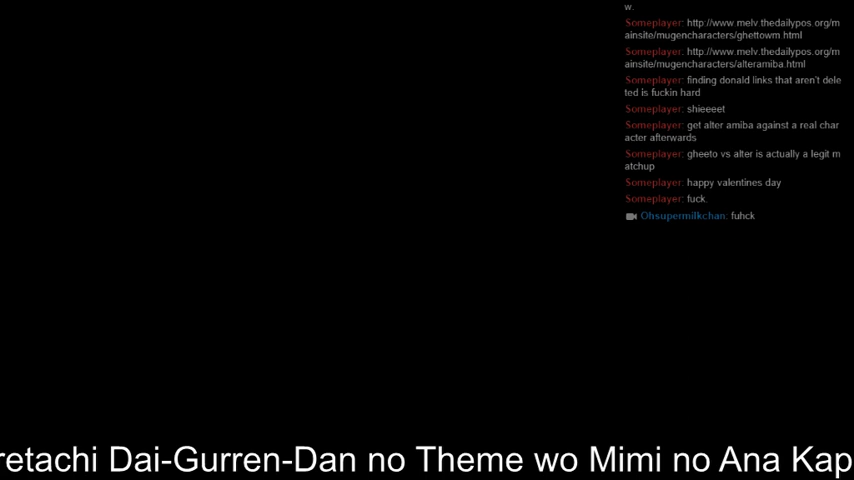 w.
Someplayer: http://www.melv.thedailypos.org/m
ainsite/mugencharacters/ghettowm.html
Someplayer: http://www.melv.thedailypos.org/m
ainsite/mugencharacters/alteramiba.html
Someplayer: finding donald links that aren't dele
ted is fuckin hard
Someplayer: shieeeet
Someplayer: get alter amiba against a real char
acter afterwards
Someplayer: gheeto vs alter is actually a legit m
atchup
Someplayer: happy valentines day
Someplayer: fuck.
Ohsupermilkchan: fuhck
retachi Dai-Gurren-Dan no Theme wo Mimi no Ana Kap